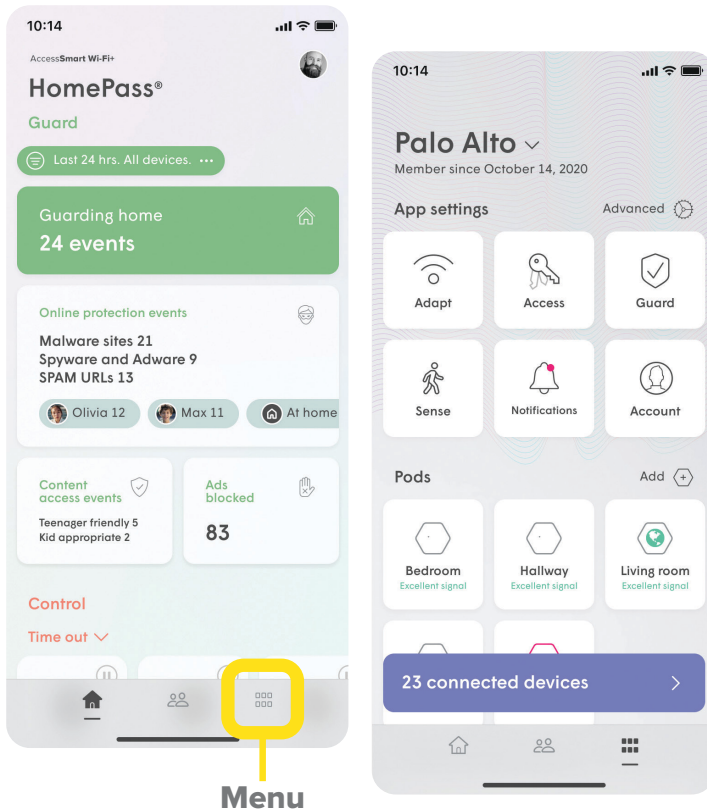 10:14
AccessSmart Wi-Fi+
HomePass®
Guard
Last 24 hrs. All devices. •••
Guarding home
24 events
Online protection events
Malware sites 21
Spyware and Adware 9
SPAM URLs 13
Olivia 12
Max 11
At home
Content
access events
Teenager friendly 5
Kid appropriate 2
Ads
blocked
83
Control
Time out
Menu
10:14
Palo Alto
Member since October 14, 2020
App settings
Advanced
Adapt
Access
Guard
Sense
Notifications
Account
Pods
Add
Bedroom
Excellent signal
Hallway
Excellent signal
Living room
Excellent signal
23 connected devices